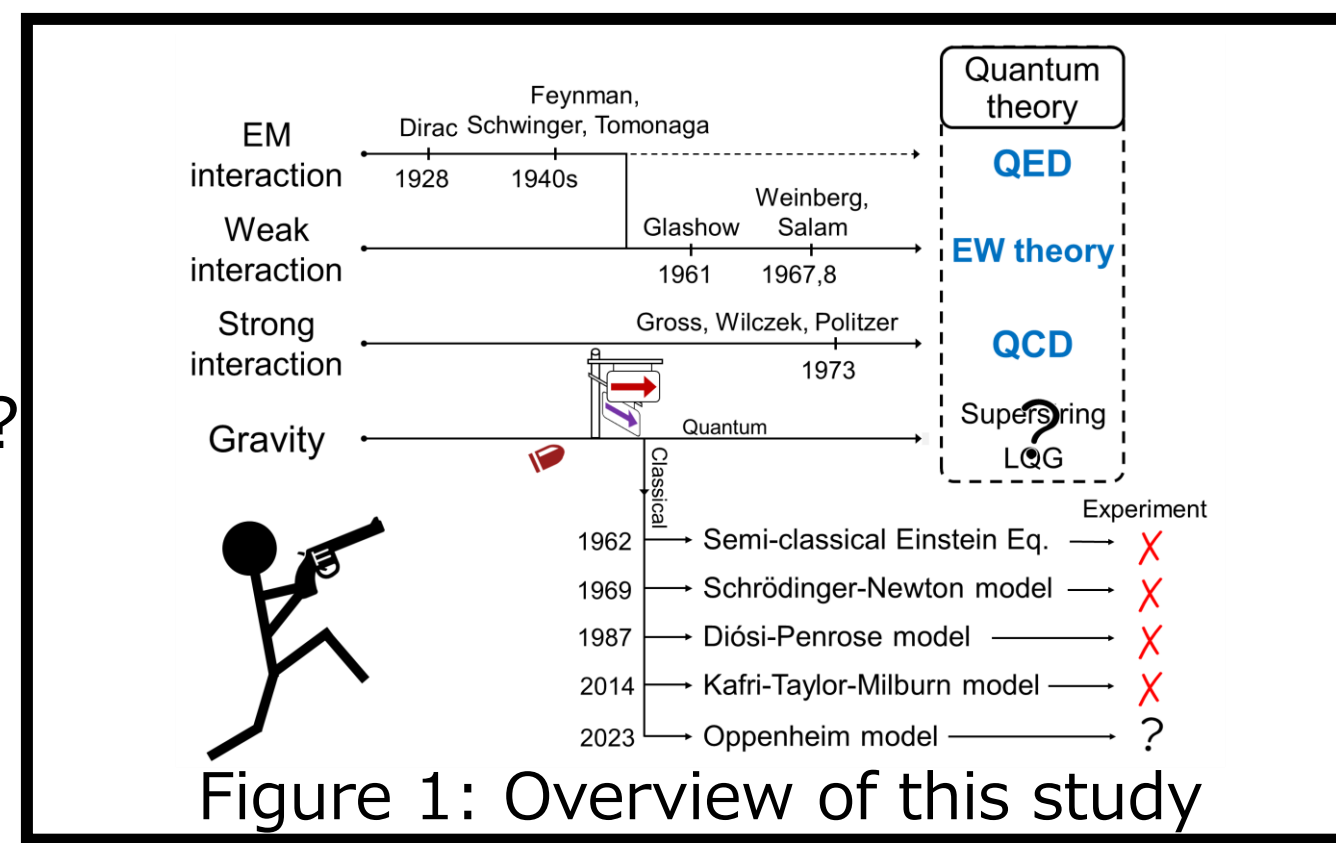 Quantum
theory
EM
interaction
Dirac
Feynman,
Schwinger, Tomonaga
1928
1940s
QED
Weak
interaction
Glashow
Weinberg,
Salam
1961
1967,8
EW theory
Strong
interaction
Gross, Wilczek, Politzer
1973
QCD
?
Gravity
Quantum
Classical
Superstring
LQG
?
Experiment
1962 Semi-classical Einstein Eq. X
1969 Schrödinger-Newton model X
1987 Diósi-Penrose model X
2014 Kafri-Taylor-Milburn model X
2023 Oppenheim model ?
Figure 1: Overview of this study